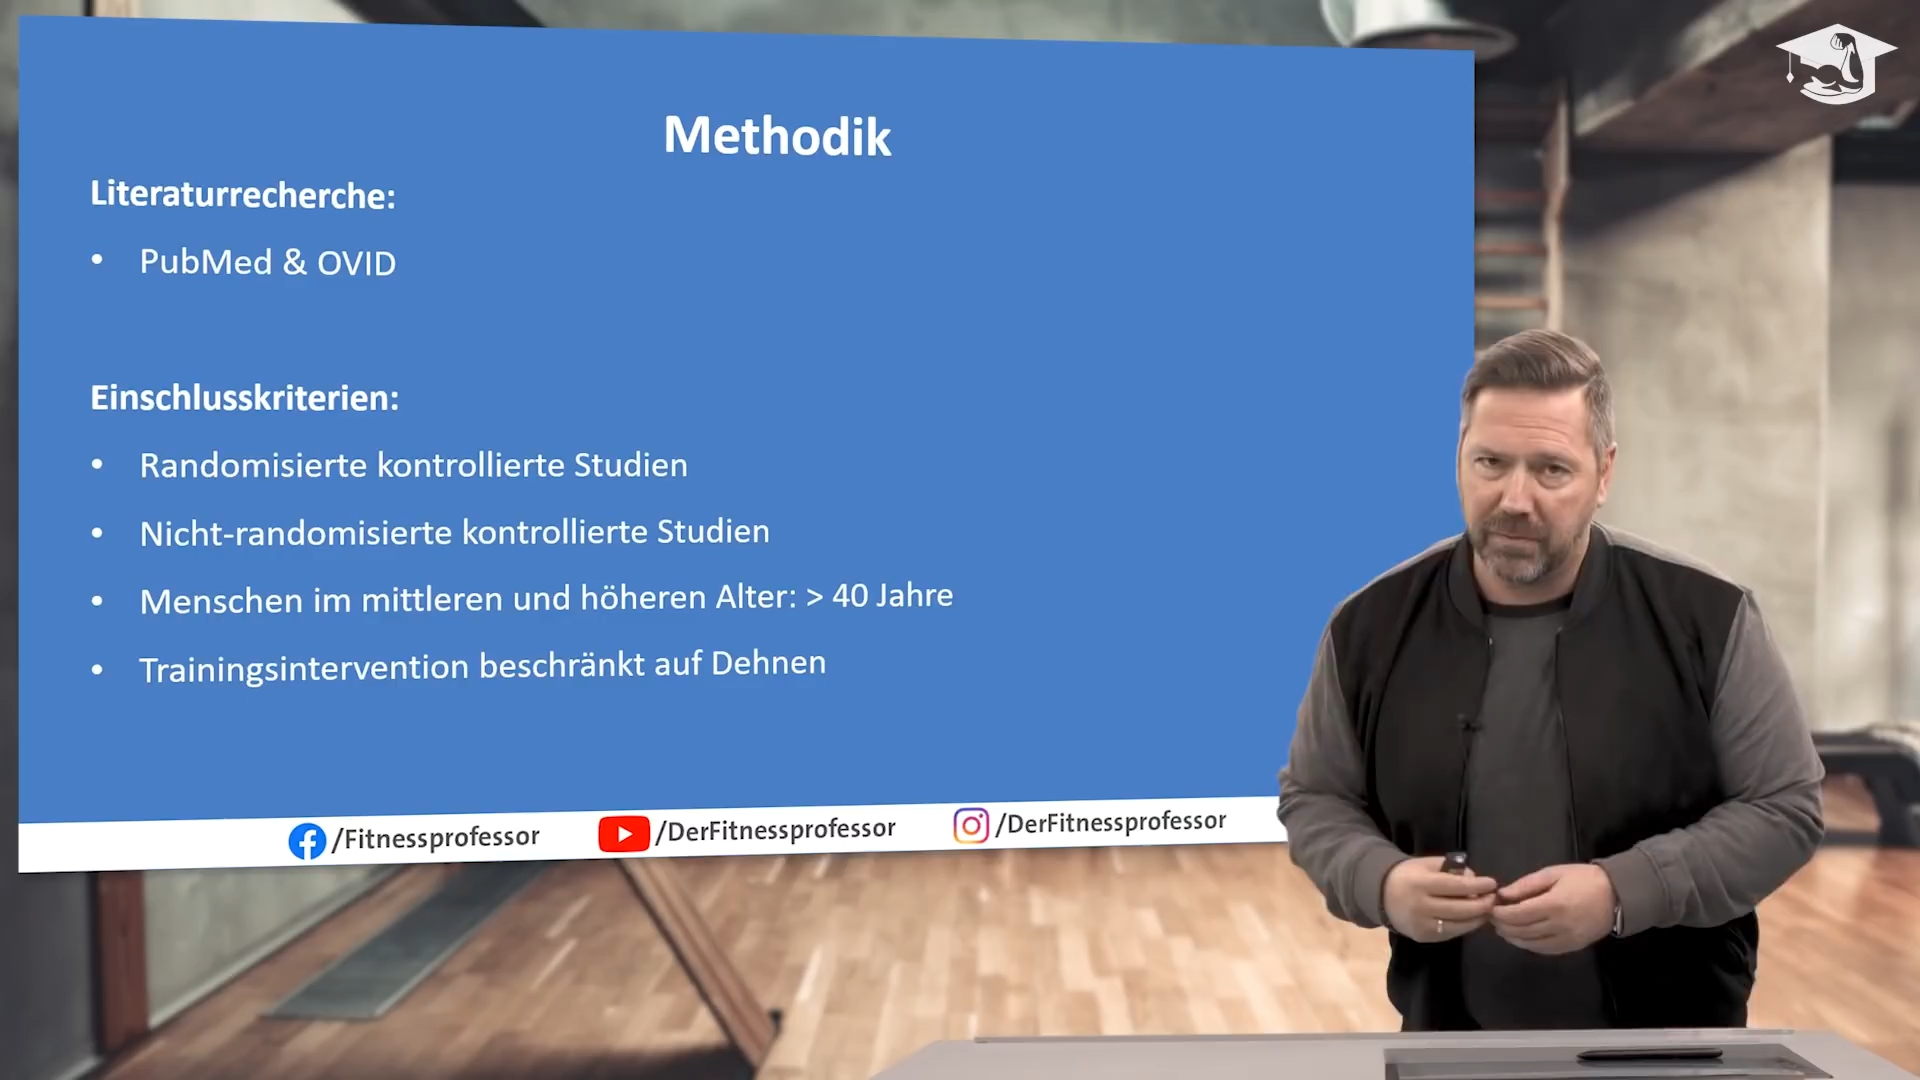 Methodik
Literaturrecherche:
• PubMed & OVID
Einschlusskriterien:
• Randomisierte kontrollierte Studien
• Nicht-randomisierte kontrollierte Studien
• Menschen im mittleren und höheren Alter: > 40 Jahre
• Trainingsintervention beschränkt auf Dehnen
/Fitnessprofessor /DerFitnessprofessor /DerFitnessprofessor